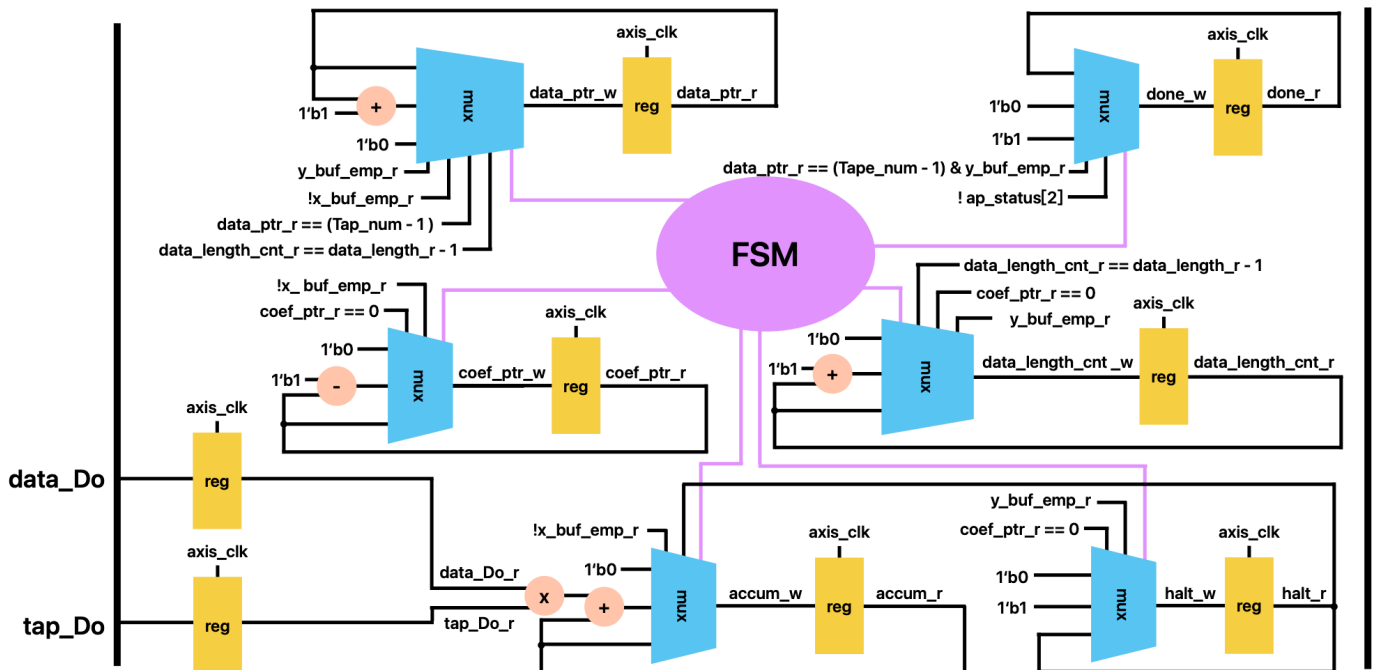 axis_clk
mux
data_ptr_w
reg
data_ptr_r
+
1'b1
1'b0
y_buf_emp_r
!x_buf_emp_r
data_ptr_r == (Tap_num - 1 )
data_length_cnt_r == data_length_r - 1
axis_clk
mux
1'b0
1'b1
done_w
reg
done_r
data_ptr_r == (Tape_num - 1) & y_buf_emp_r
! ap_status[2]
FSM
!x_ buf_emp_r
coef_ptr_r == 0
1'b0
1'b1
-
mux
coef_ptr_w
axis_clk
reg
coef_ptr_r
data_length_cnt_r == data_length_r - 1
coef_ptr_r == 0
y_buf_emp_r
1'b0
1'b1
+
mux
data_length_cnt _w
axis_clk
reg
data_length_cnt_r
data_Do
axis_clk
reg
tap_Do
axis_clk
reg
data_Do_r
tap_Do_r
x
+
!x_buf_emp_r
1'b0
mux
accum_w
axis_clk
reg
accum_r
y_buf_emp_r
coef_ptr_r == 0
1'b0
1'b1
mux
halt_w
axis_clk
reg
halt_r